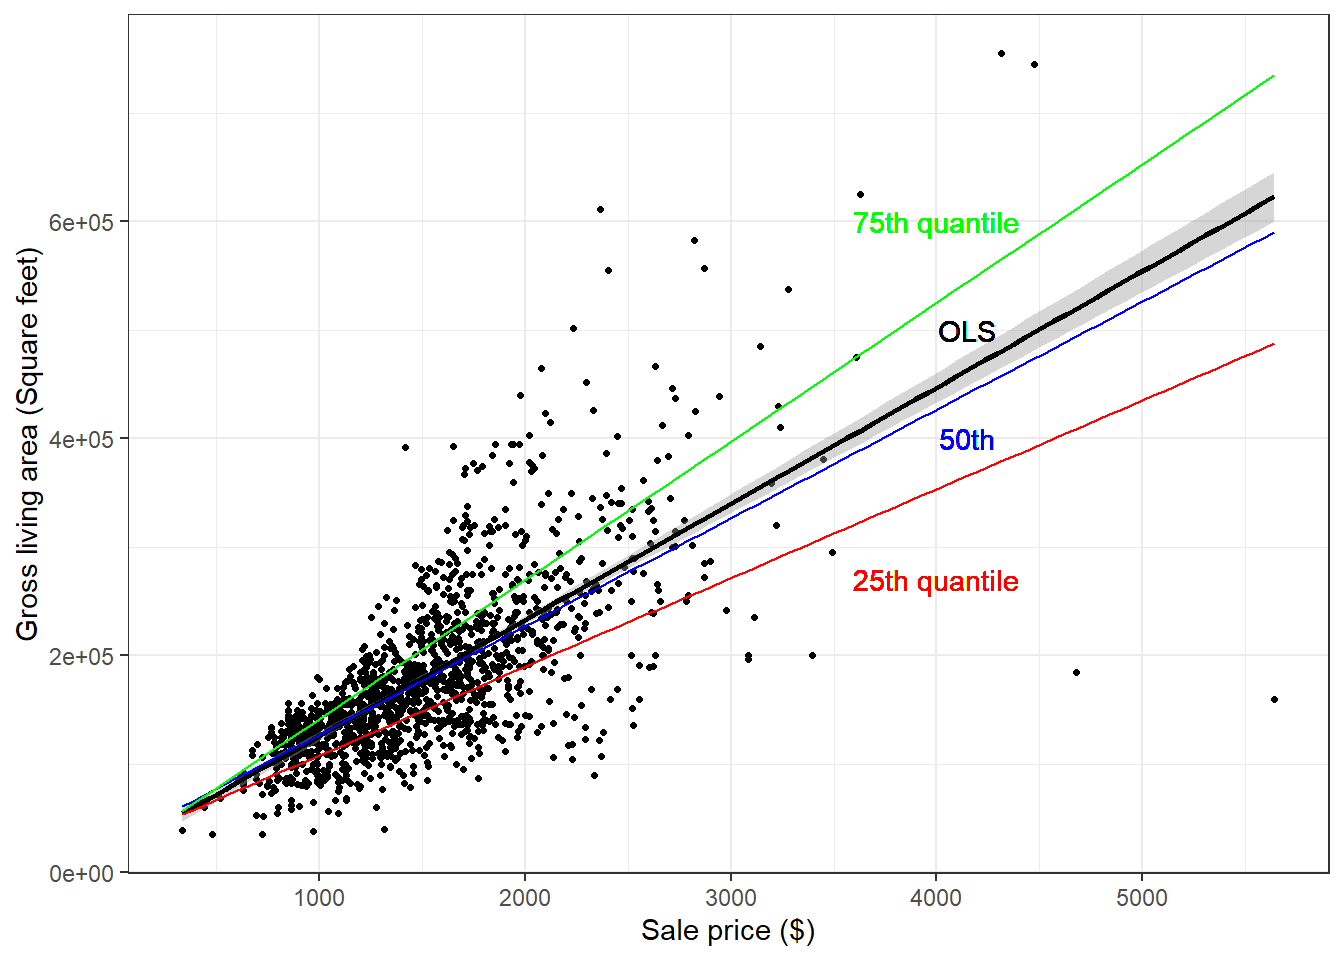 6e+05
4e+05
2e+05
0e+00
Gross living area (Square feet)
75th quantile
OLS
50th
25th quantile
1000
2000
3000
4000
5000
Sale price ($)